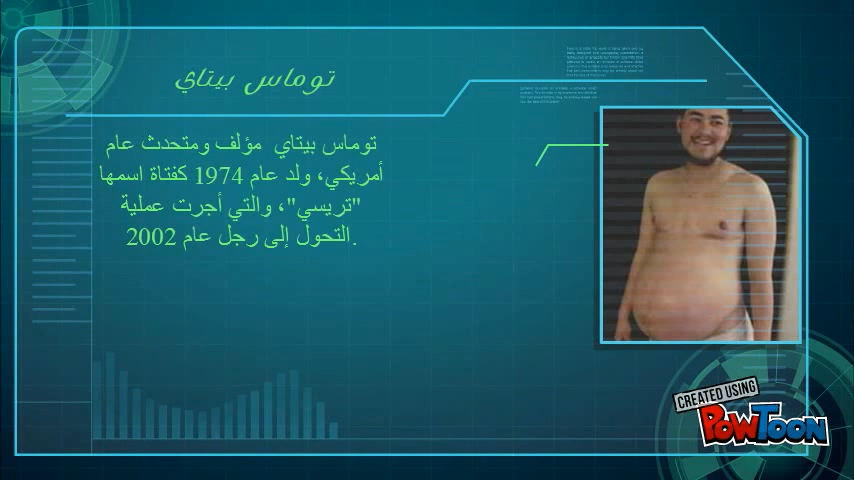 توماس بيتاي
توماس بيتاي مؤلف ومتحدث عام
أمريكي، ولد عام 1974 كفتاة اسمها
"تريسي"، والتي أجرت عملية
التحول إلى رجل عام 2002.
CREATED USING
POWTOON